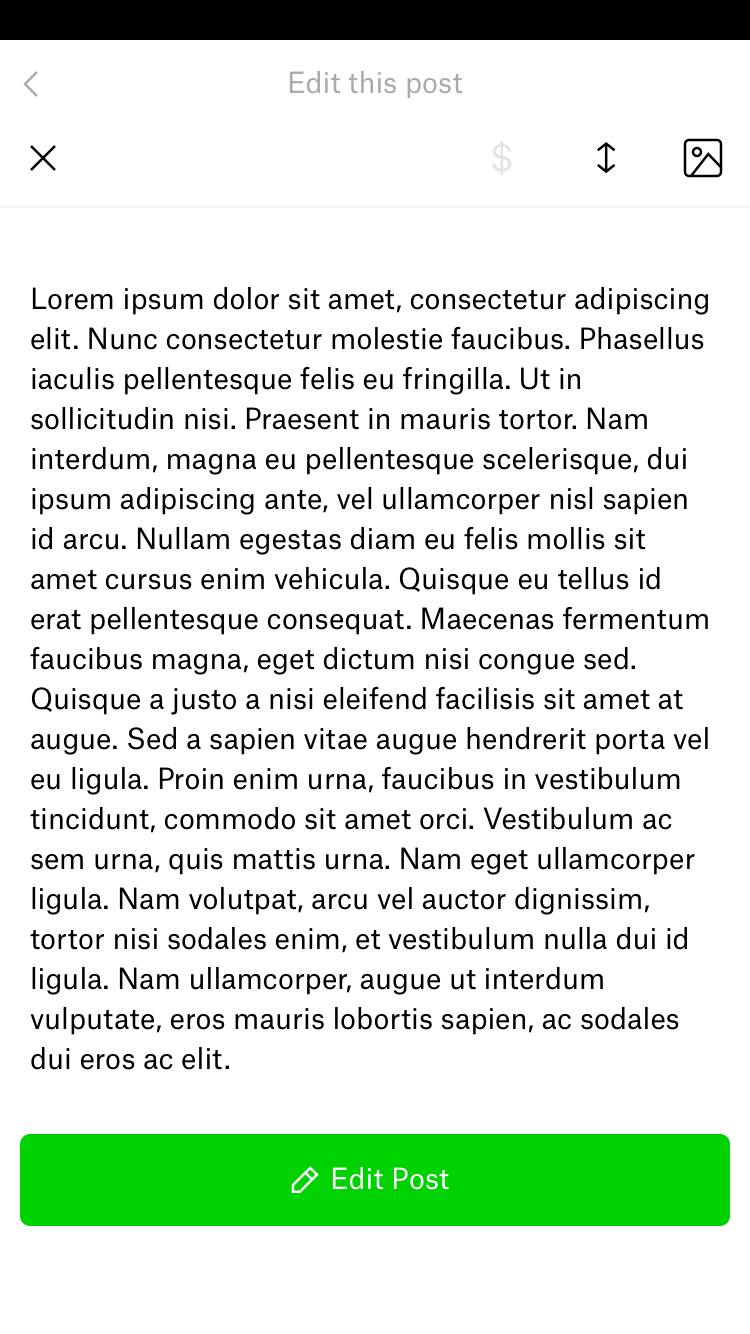 Edit this post
$
Lorem ipsum dolor sit amet, consectetur adipiscing
elit. Nunc consectetur molestie faucibus. Phasellus
iaculis pellentesque felis eu fringilla. Ut in
sollicitudin nisi. Praesent in mauris tortor. Nam
interdum, magna eu pellentesque scelerisque, dui
ipsum adipiscing ante, vel ullamcorper nisl sapien
id arcu. Nullam egestas diam eu felis mollis sit
amet cursus enim vehicula. Quisque eu tellus id
erat pellentesque consequat. Maecenas fermentum
faucibus magna, eget dictum nisi congue sed.
Quisque a justo a nisi eleifend facilisis sit amet at
augue. Sed a sapien vitae augue hendrerit porta vel
eu ligula. Proin enim urna, faucibus in vestibulum
tincidunt, commodo sit amet orci. Vestibulum ac
sem urna, quis mattis urna. Nam eget ullamcorper
ligula. Nam volutpat, arcu vel auctor dignissim,
tortor nisi sodales enim, et vestibulum nulla dui id
ligula. Nam ullamcorper, augue ut interdum
vulputate, eros mauris lobortis sapien, ac sodales
dui eros ac elit.
Edit Post